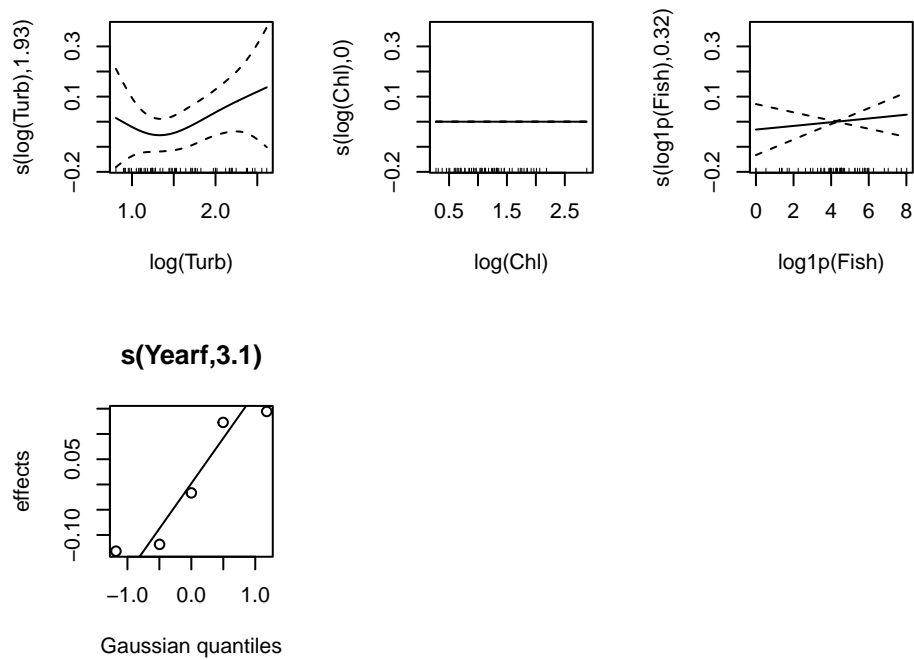 s(log(Turb),1.93)
0.3
0.1
−0.2
1.0
2.0
log(Turb)
s(log(Chl),0)
0.3
0.1
−0.2
0.5
1.5
2.5
log(Chl)
s(log1p(Fish),0.32)
0.3
0.1
−0.2
0
2
4
6
8
log1p(Fish)
s(Yearf,3.1)
effects
0.05
−0.10
−1.0
0.0
1.0
Gaussian quantiles